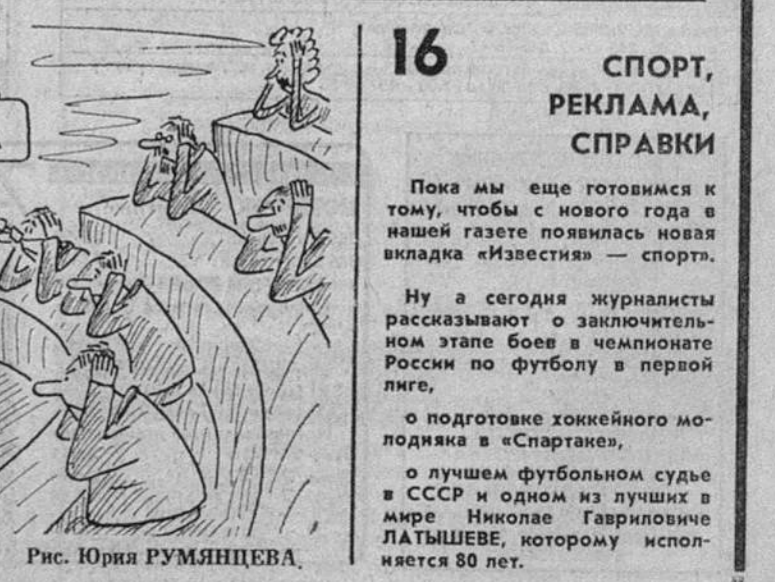 16
СПОРТ,
РЕКЛАМА,
СПРАВКИ
Пока мы еще готовимся к
тому, чтобы с нового года в
нашей газете появилась новая
вкладка «Известия» — спорт».
Ну а сегодня журналисты
рассказывают о заключитель-
ном этапе боев в чемпионате
России по футболу в первой
лиге,
о подготовке хоккейного мо-
лодняка в «Спартаке»,
о лучшем футбольном судье
в СССР и одном из лучших в
мире Николае Гавриловиче
ЛАТЫШЕВЕ, которому испол-
няется 80 лет.
Рис. Юрия РУМЯНЦЕВА.